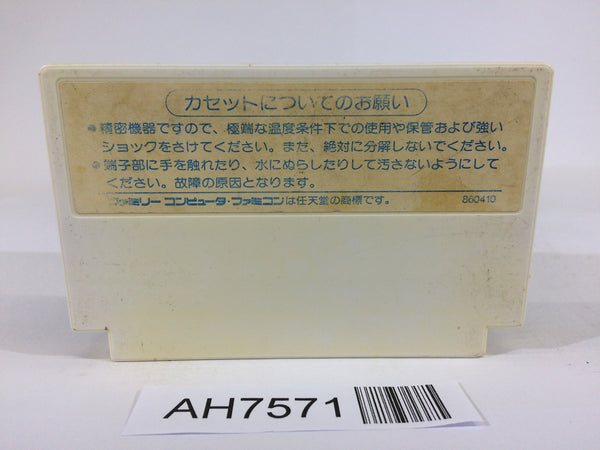 カセットについてのお願い
●精密機器ですので、極端な温度条件下での使用や保管および強い
ショックをさけてください。また、絶対に分解しないでください。
●端子部に手を触れたり、水にぬらしたりして汚さないようにして
ください。故障の原因となります。
ファミリーコンピュータ・ファミコンは任天堂の商標です。 860410
AH7571